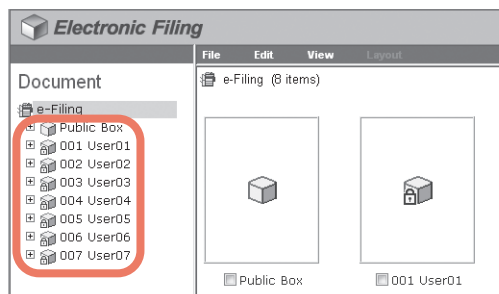 Electronic Filing
File Edit View Layout
Document
e-Filing
Public Box
001 User01
002 User02
003 User03
004 User04
005 User05
006 User06
007 User07
e-Filing (8 items)
Public Box
001 User01